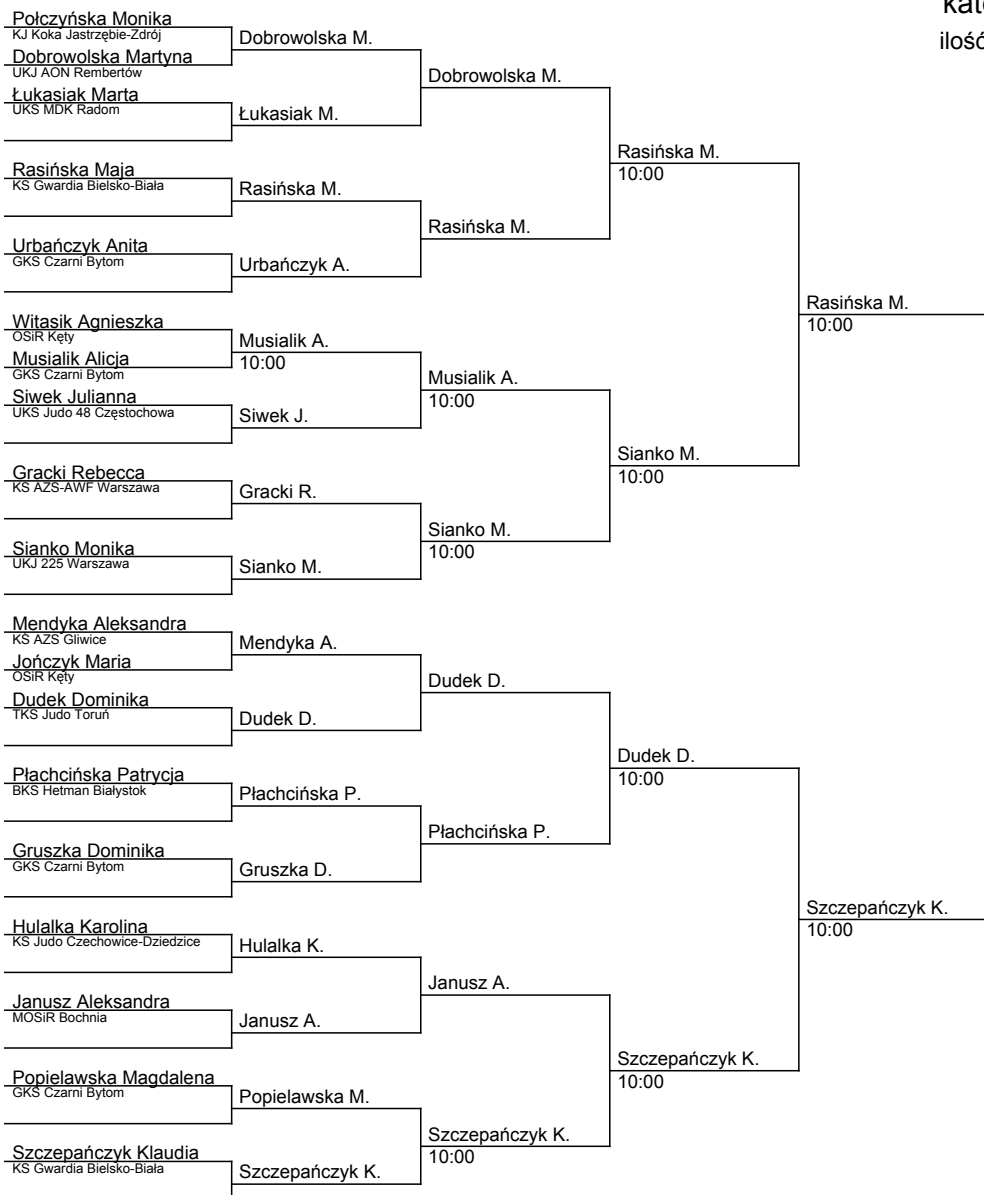 kate
ilość
Połczyńska Monika
KJ Koka Jastrzębie-Zdrój
Dobrowolska M.
Dobrowolska Martyna
UKJ AON Rembertów
Dobrowolska M.
Łukasiak Marta
UKS MDK Radom
Łukasiak M.
Rasińska M.
10:00
Rasińska Maja
KS Gwardia Bielsko-Biała
Rasińska M.
Rasińska M.
Urbańczyk Anita
GKS Czarni Bytom
Urbańczyk A.
Rasińska M.
10:00
Witasik Agnieszka
OSiR Kęty
Musialik A.
10:00
Musialik Alicja
GKS Czarni Bytom
Musialik A.
10:00
Siwek Julianna
UKS Judo 48 Częstochowa
Siwek J.
Sianko M.
10:00
Gracki Rebecca
KS AZS-AWF Warszawa
Gracki R.
Sianko M.
10:00
Sianko Monika
UKJ 225 Warszawa
Sianko M.
Mendyka Aleksandra
KS AZS Gliwice
Mendyka A.
Jończyk Maria
OSiR Kęty
Dudek D.
Dudek Dominika
TKS Judo Toruń
Dudek D.
Dudek D.
10:00
Płachcińska Patrycja
BKS Hetman Białystok
Płachcińska P.
Płachcińska P.
Gruszka Dominika
GKS Czarni Bytom
Gruszka D.
Szczepańczyk K.
10:00
Hulalka Karolina
KS Judo Czechowice-Dziedzice
Hulalka K.
Janusz A.
Janusz Aleksandra
MOSiR Bochnia
Janusz A.
Szczepańczyk K.
10:00
Popielawska Magdalena
GKS Czarni Bytom
Popielawska M.
Szczepańczyk K.
10:00
Szczepańczyk Klaudia
KS Gwardia Bielsko-Biała
Szczepańczyk K.